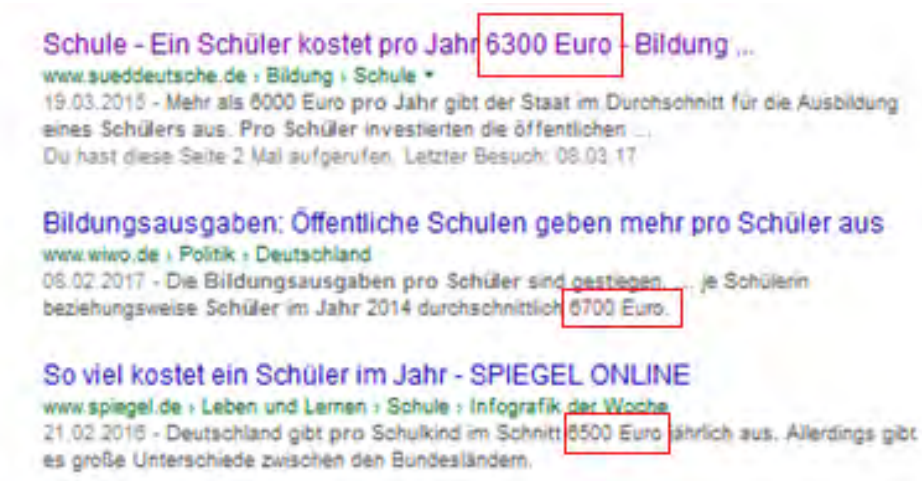 Schule - Ein Schüler kostet pro Jahr 6300 Euro - Bildung ...
www.sueddeutsche.de › Bildung › Schule ▾
19.03.2015 - Mehr als 6000 Euro pro Jahr gibt der Staat im Durchschnitt für die Ausbildung
eines Schülers aus. Pro Schüler investierten die öffentlichen ...
Du hast diese Seite 2 Mal aufgerufen. Letzter Besuch: 08.03.17
Bildungsausgaben: Öffentliche Schulen geben mehr pro Schüler aus
www.wiwo.de › Politik › Deutschland
08.02.2017 - Die Bildungsausgaben pro Schüler sind gestiegen. ... je Schülerin
beziehungsweise Schüler im Jahr 2014 durchschnittlich 6700 Euro.
So viel kostet ein Schüler im Jahr - SPIEGEL ONLINE
www.spiegel.de › Leben und Lernen › Schule › Infografik der Woche
21.02.2016 - Deutschland gibt pro Schulkind im Schnitt 6500 Euro jährlich aus. Allerdings gibt
es große Unterschiede zwischen den Bundesländern.